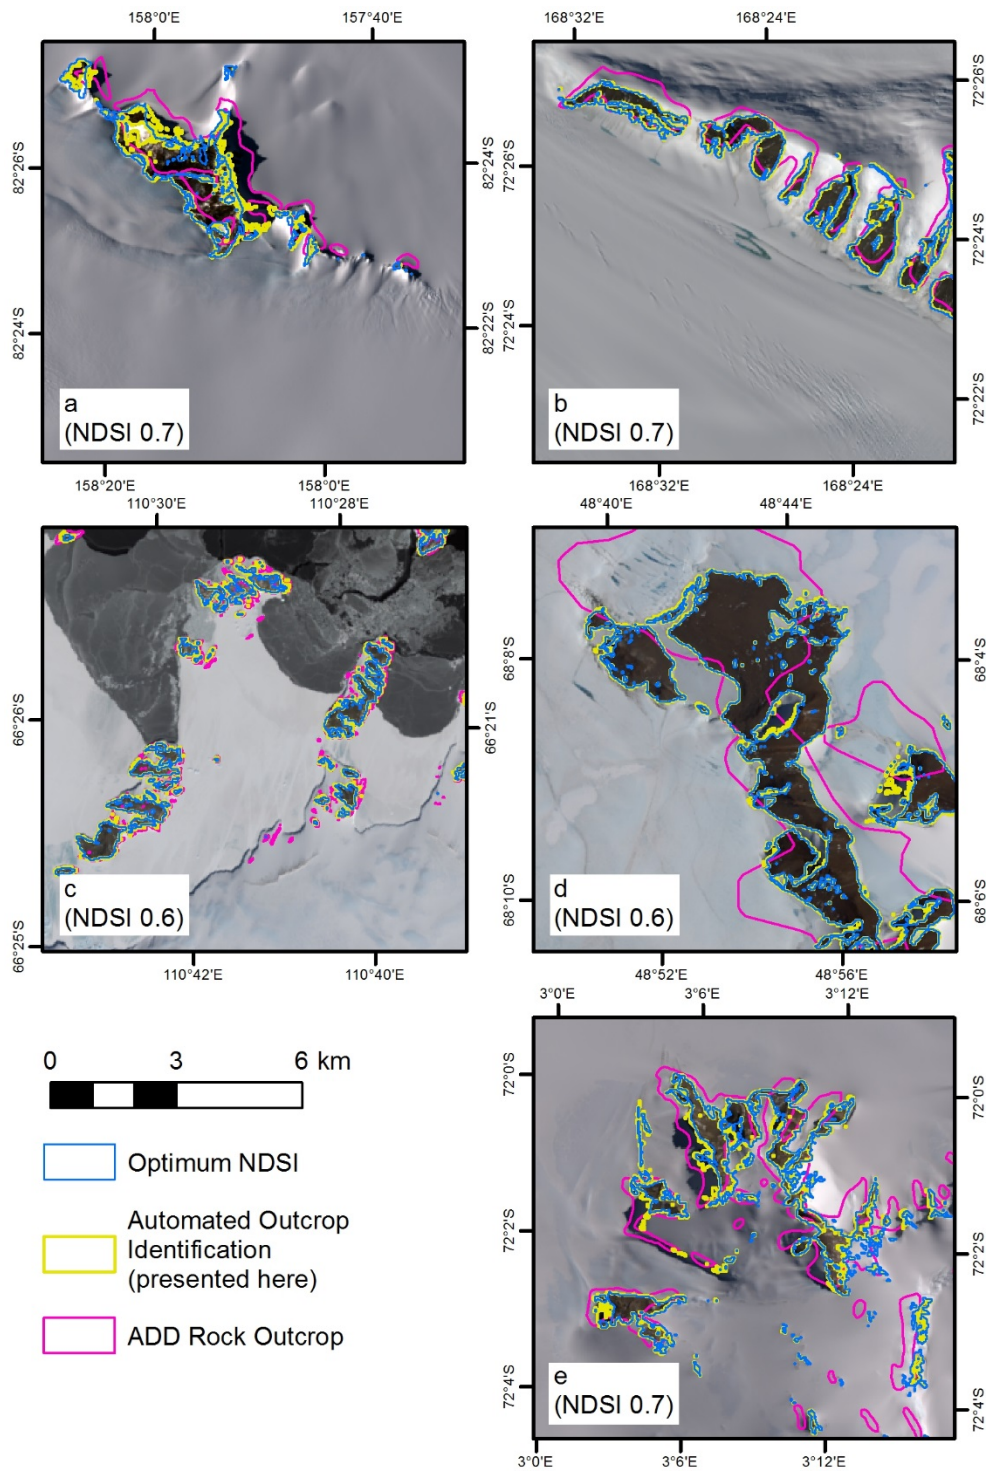 158°0'E
157°40'E
168°32'E
168°24'E
82°26'S
82°24'S
82°24'S
82°22'S
72°26'S
72°26'S
72°24'S
72°24'S
72°22'S
a
(NDSI 0.7)
b
(NDSI 0.7)
158°20'E
158°0'E
168°32'E
168°24'E
110°30'E
110°28'E
48°40'E
48°44'E
66°26'S
66°21'S
66°25'S
68°8'S
68°4'S
68°10'S
68°6'S
c
(NDSI 0.6)
d
(NDSI 0.6)
110°42'E
110°40'E
48°52'E
48°56'E
3°0'E
3°6'E
3°12'E
72°0'S
72°0'S
72°2'S
72°2'S
72°4'S
72°4'S
e
(NDSI 0.7)
3°0'E
3°6'E
3°12'E
0
3
6 km
Optimum NDSI
Automated Outcrop
Identification
(presented here)
ADD Rock Outcrop